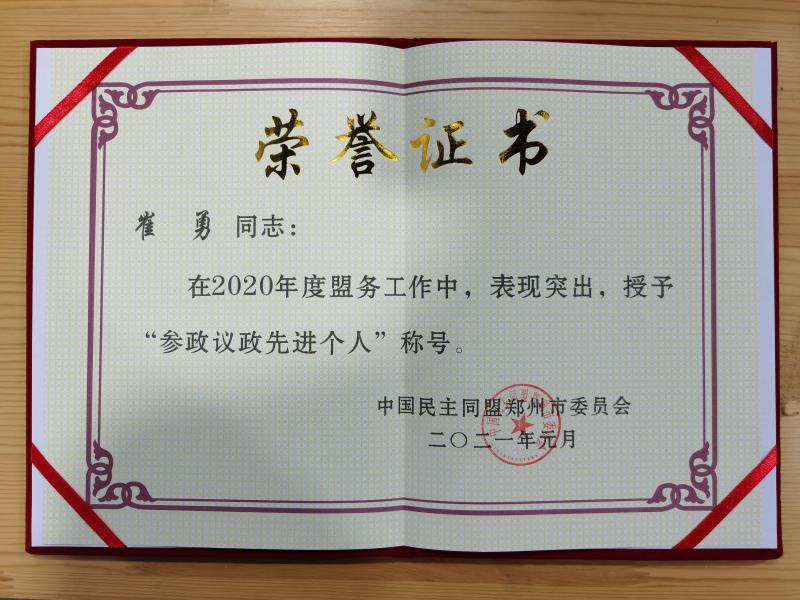 荣誉证书
崔勇 同志：
在2020年度盟务工作中，表现突出，授予
“参政议政先进个人”称号。
中国民主同盟郑州市委员会
二〇二一年元月